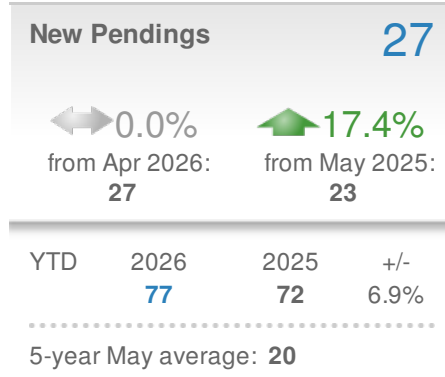 New Pendings 27
0.0% 17.4%
from Apr 2026: from May 2025:
27 23
YTD 2026 2025 +/-
77 72 6.9%
5-year May average: 20